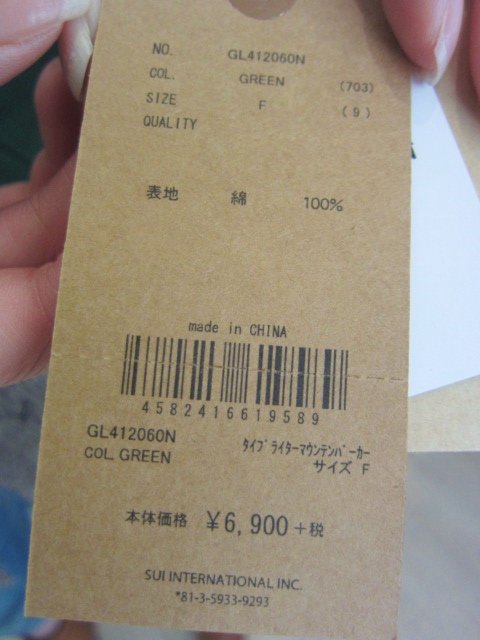 NO. GL412060N
COL. GREEN (703)
SIZE F (9)
QUALITY
表地 綿 100%
made in CHINA
4582416619589
GL412060N ﾀｲﾌﾟﾗｲﾀｰﾏｳﾝﾃﾝﾊﾟｰｶｰ
COL. GREEN サイズ F
本体価格 ¥6,900+税
SUI INTERNATIONAL INC.
*81-3-5933-9293